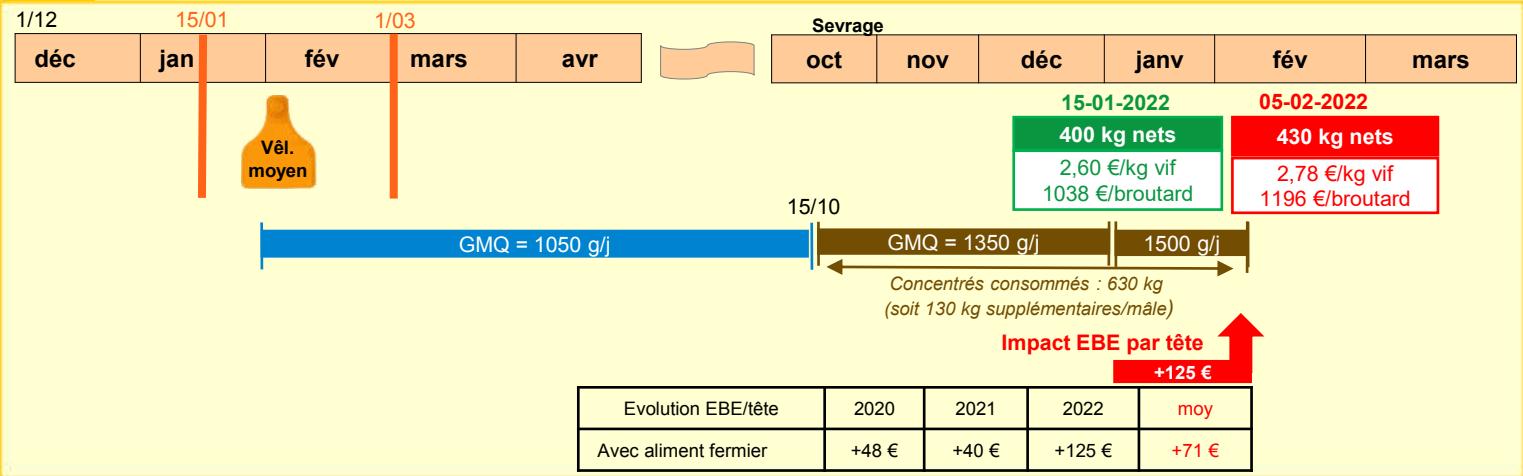 1/12
15/01
1/03
Sevrage
déc jan fév mars avr oct nov déc janv fév mars
Vêl.
moyen
15-01-2022
400 kg nets
2,60 €/kg vif
1038 €/broutard
05-02-2022
430 kg nets
2,78 €/kg vif
1196 €/broutard
15/10
GMQ = 1050 g/j
GMQ = 1350 g/j
1500 g/j
Concentrés consommés : 630 kg
(soit 130 kg supplémentaires/mâle)
Impact EBE par tête
+125 €
Evolution EBE/tête 2020 2021 2022 moy
Avec aliment fermier +48 € +40 € +125 € +71 €